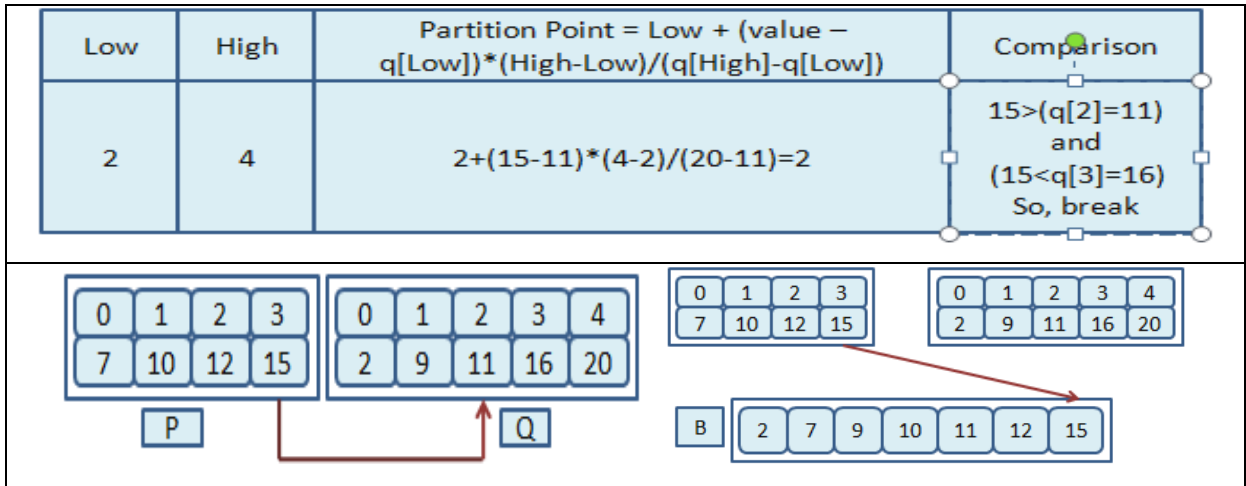 Low
High
Partition Point = Low + (value –
q[Low])*(High-Low)/(q[High]-q[Low])
Comparison
2
4
2+(15-11)*(4-2)/(20-11)=2
15>(q[2]=11)
and
(15<q[3]=16)
So, break
0 1 2 3
7 10 12 15
P
0 1 2 3 4
2 9 11 16 20
Q
0 1 2 3
7 10 12 15
0 1 2 3 4
2 9 11 16 20
B
2 7 9 10 11 12 15